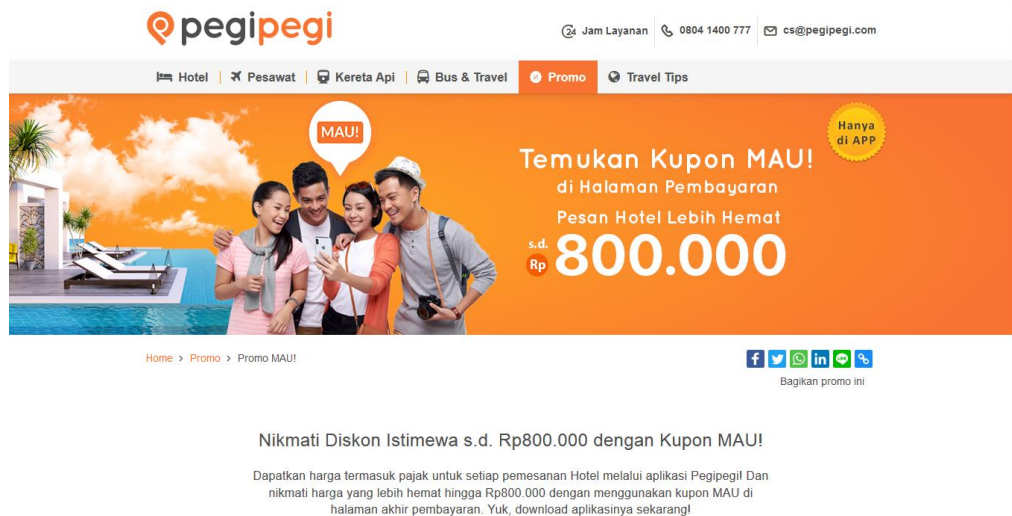 pegipegi
24 Jam Layanan
0804 1400 777
cs@pegipegi.com
Hotel
Pesawat
Kereta Api
Bus & Travel
Promo
Travel Tips
MAU!
Hanya
di APP
Temukan Kupon MAU!
di Halaman Pembayaran
Pesan Hotel Lebih Hemat
s.d.
Rp 800.000
Home > Promo > Promo MAU!
Bagikan promo ini
Nikmati Diskon Istimewa s.d. Rp800.000 dengan Kupon MAU!
Dapatkan harga termasuk pajak untuk setiap pemesanan Hotel melalui aplikasi Pegipegi! Dan
nikmati harga yang lebih hemat hingga Rp800.000 dengan menggunakan kupon MAU di
halaman akhir pembayaran. Yuk, download aplikasinya sekarang!